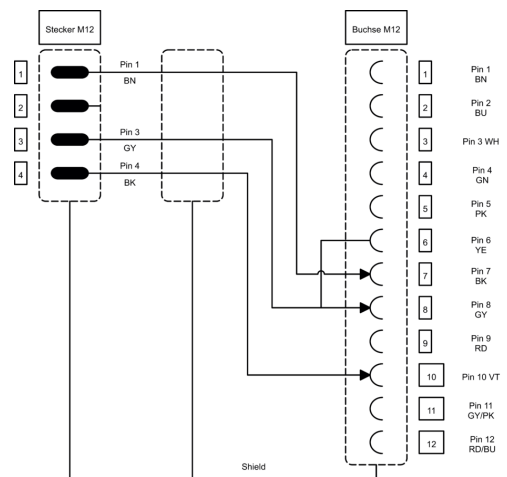 Stecker M12
Buchse M12
1
Pin 1
BN
2
3
Pin 3
GY
4
Pin 4
BK
1
Pin 1
BN
2
Pin 2
BU
3
Pin 3 WH
4
Pin 4
GN
5
Pin 5
PK
6
Pin 6
YE
7
Pin 7
BK
8
Pin 8
GY
9
Pin 9
RD
10
Pin 10 VT
11
Pin 11
GY/PK
12
Pin 12
RD/BU
Shield